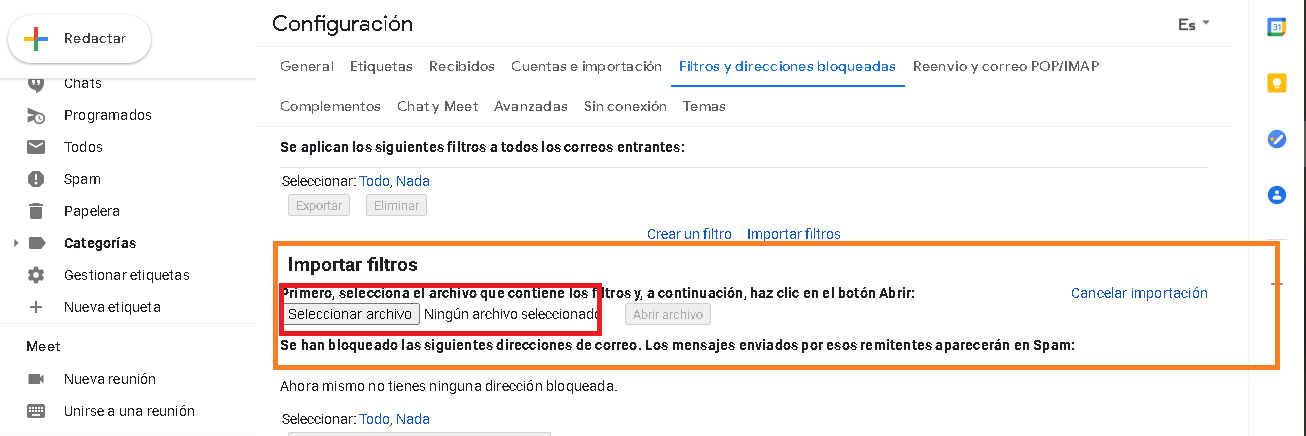 Configuración
Es
Redactar
Chats
Programados
Todos
Spam
Papelera
Categorías
Gestionar etiquetas
Nueva etiqueta
Meet
Nueva reunión
Unirse a una reunión
General Etiquetas Recibidos Cuentas e importación Filtros y direcciones bloqueadas Reenvío y correo POP/IMAP
Complementos Chat y Meet Avanzadas Sin conexión Temas
Se aplican los siguientes filtros a todos los correos entrantes:
Seleccionar: Todo, Nada
Exportar Eliminar
Crear un filtro Importar filtros
Importar filtros
Primero, selecciona el archivo que contiene los filtros y, a continuación, haz clic en el botón Abrir: Cancelar importación
Seleccionar archivo Ningún archivo seleccionado Abrir archivo
Se han bloqueado las siguientes direcciones de correo. Los mensajes enviados por esos remitentes aparecerán en Spam:
Ahora mismo no tienes ninguna dirección bloqueada.
Seleccionar: Todo, Nada
31